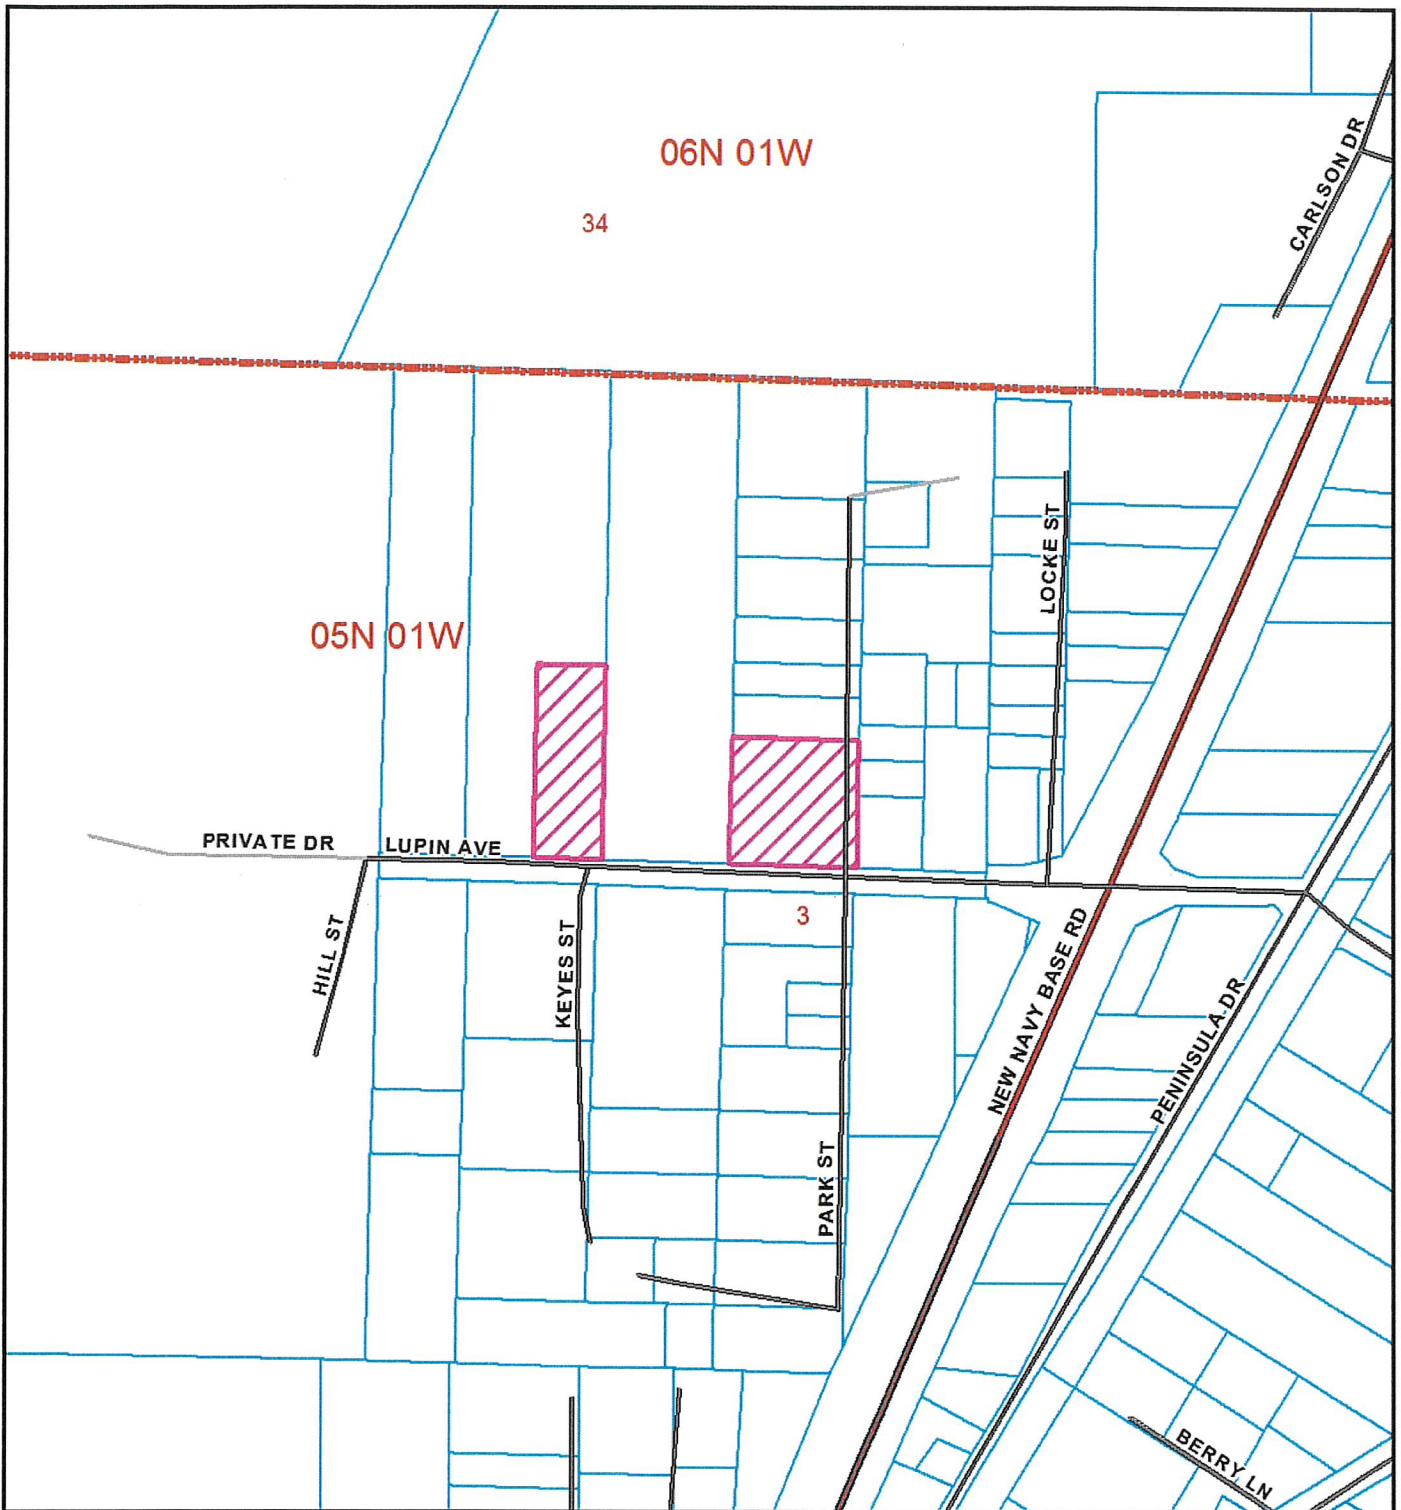 06N 01W
CARLSON DR
34
LOCKE ST
05N 01W
PRIVATE DR
LUPIN AVE
3
HILL ST
KEYES ST
NEW NAVY BASE RD
PENINSULA DR
PARK ST
BERRY LN